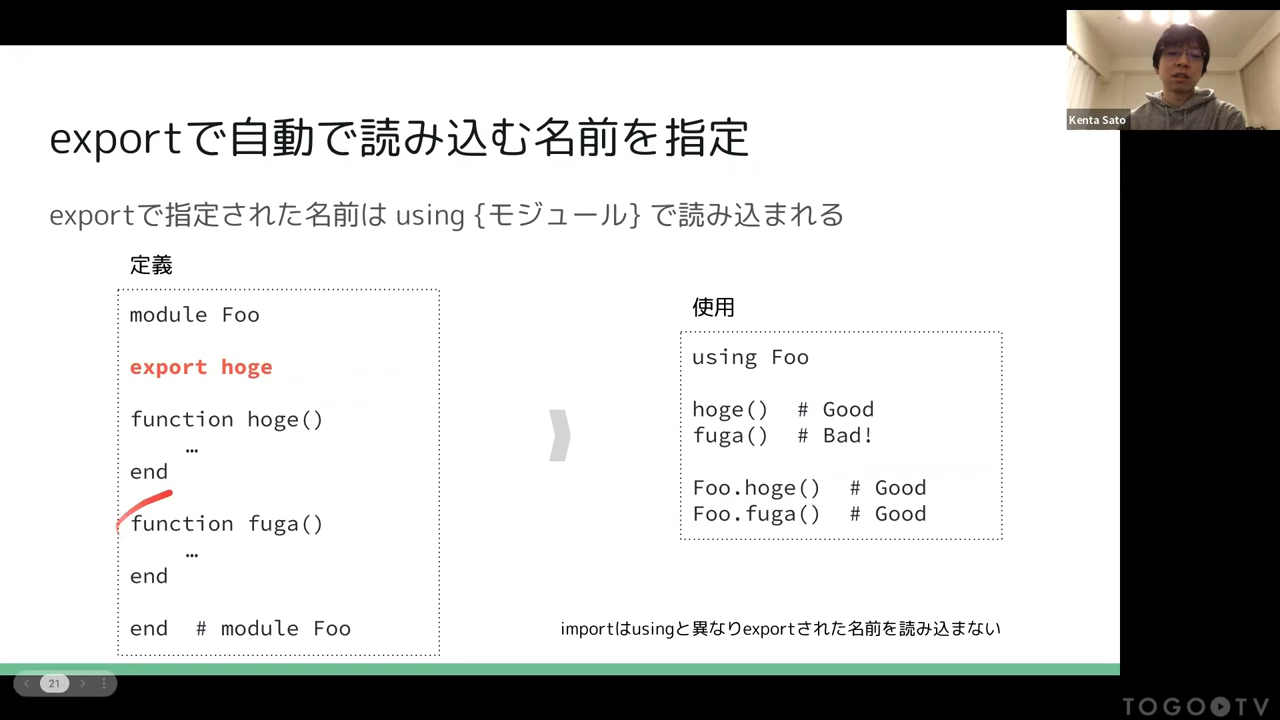 exportで自動で読み込む名前を指定
exportで指定された名前は using {モジュール} で読み込まれる
定義
module Foo
export hoge
function hoge()
…
end
function fuga()
…
end
end # module Foo
使用
using Foo
hoge() # Good
fuga() # Bad!
Foo.hoge() # Good
Foo.fuga() # Good
importはusingと異なりexportされた名前を読み込まない
Kenta Sato
21
TOGO TV